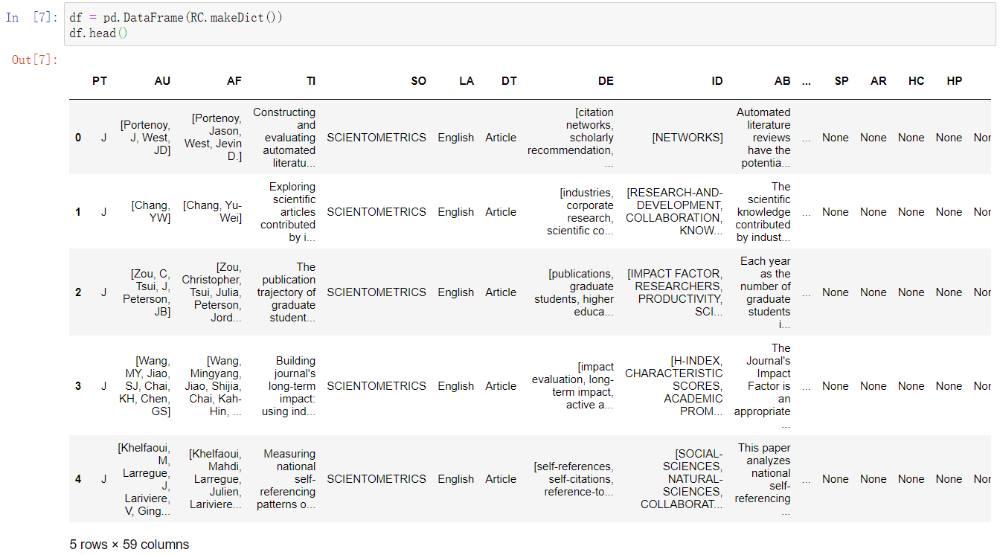 In [7]: df = pd.DataFrame(RC.makeDict())
df.head()
Out[7]:
PT AU AF TI SO LA DT DE ID AB ... SP AR HC HP
0 J [Portenoy, J, West, JD] [Portenoy, Jason, West, Jevin D.] Constructing and evaluating automated literatu... SCIENTOMETRICS English Article [citation networks, scholarly recommendation, ... [NETWORKS] Automated literature reviews have the potentia... ... None None None None Nor
1 J [Chang, YW] [Chang, Yu-Wei] Exploring scientific articles contributed by i... SCIENTOMETRICS English Article [industries, corporate research, scientific co... [RESEARCH-AND-DEVELOPMENT, COLLABORATION, KNOW... The scientific knowledge contributed by indust... ... None None None None Nor
2 J [Zou, C, Tsui, J, Peterson, JB] [Zou, Christopher, Tsui, Julia, Peterson, Jord... The publication trajectory of graduate student... SCIENTOMETRICS English Article [publications, graduate students, higher educa... [IMPACT FACTOR, RESEARCHERS, PRODUCTIVITY, SCI... Each year as the number of graduate students i... ... None None None None Nor
3 J [Wang, MY, Jiao, SJ, Chai, KH, Chen, GS] [Wang, Mingyang, Jiao, Shijia, Chai, Kah-Hin, ... Building journal's long-term impact: using ind... SCIENTOMETRICS English Article [impact evaluation, long-term impact, active a... [H-INDEX, CHARACTERISTIC SCORES, ACADEMIC PROM... The Journal's Impact Factor is an appropriate ... ... None None None None Nor
4 J [Khelfaoui, M, Larregue, J, Lariviere, V, Ging... [Khelfaoui, Mahdi, Larregue, Julien, Lariviere... Measuring national self-referencing patterns o... SCIENTOMETRICS English Article [self-references, self-citations, reference-to... [SOCIAL-SCIENCES, NATURAL-SCIENCES, COLLABORAT... This paper analyzes national self-referencing ... ... None None None None Nor
5 rows × 59 columns